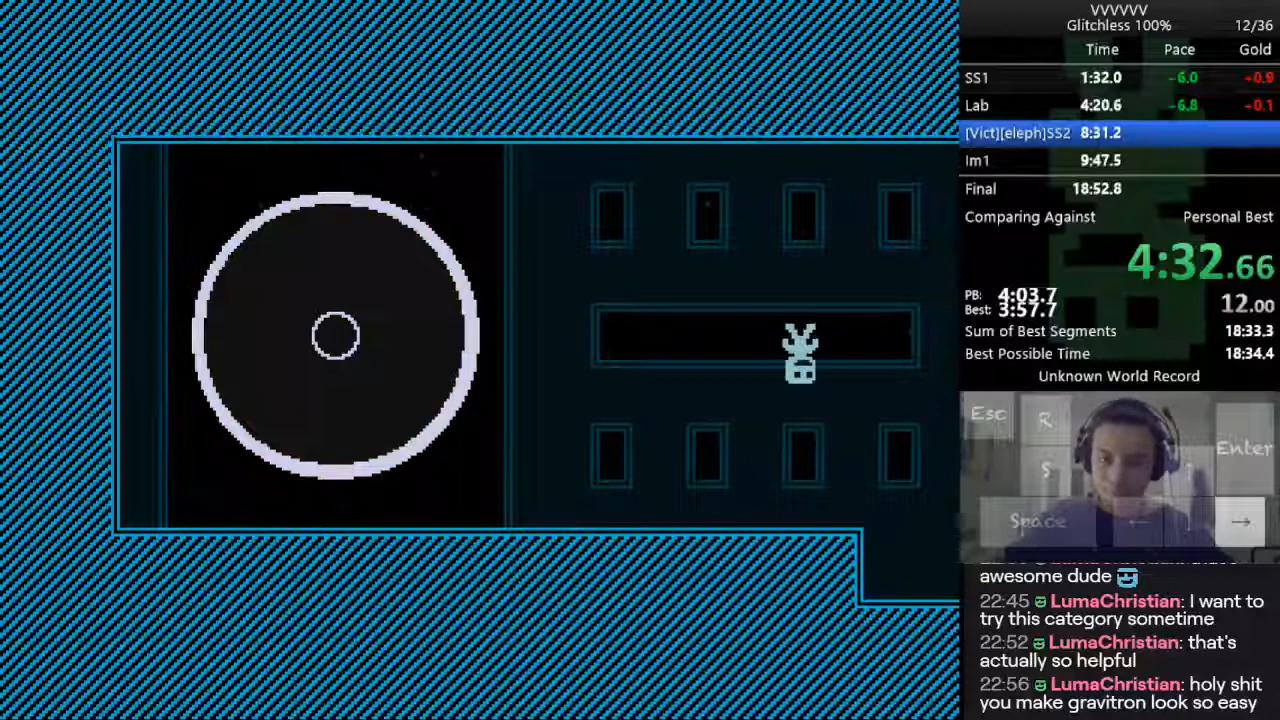 VVVVVV
Glitchless 100% 12/36
Time Pace Gold
SS1 1:32.0 -6.0 +0.9
Lab 4:20.6 -6.8 +0.1
[Vict][eleph]SS2 8:31.2
Im1 9:47.5
Final 18:52.8
Comparing Against Personal Best
4:32.66
PB: 4:03.7 12.00
Best: 3:57.7
Sum of Best Segments 18:33.3
Best Possible Time 18:34.4
Unknown World Record
Esc R
Enter
S
Space ← ↓ →
awesome dude
22:45 LumaChristian: I want to
try this category sometime
22:52 LumaChristian: that's
actually so helpful
22:56 LumaChristian: holy shit
you make gravitron look so easy